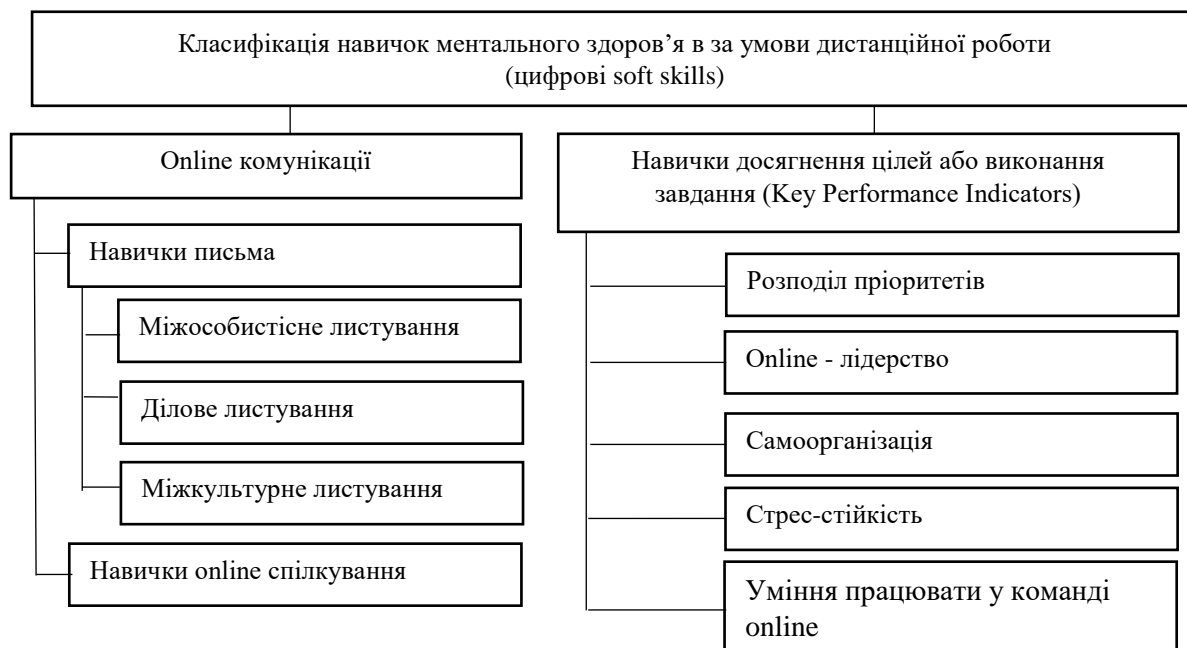 Класифікація навичок ментального здоров’я в за умови дистанційної роботи
(цифрові soft skills)
Online комунікації
Навички письма
Міжособистісне листування
Ділове листування
Міжкультурне листування
Навички online спілкування
Навички досягнення цілей або виконання
завдання (Key Performance Indicators)
Розподіл пріоритетів
Online - лідерство
Самоорганізація
Стрес-стійкість
Уміння працювати у команді
online